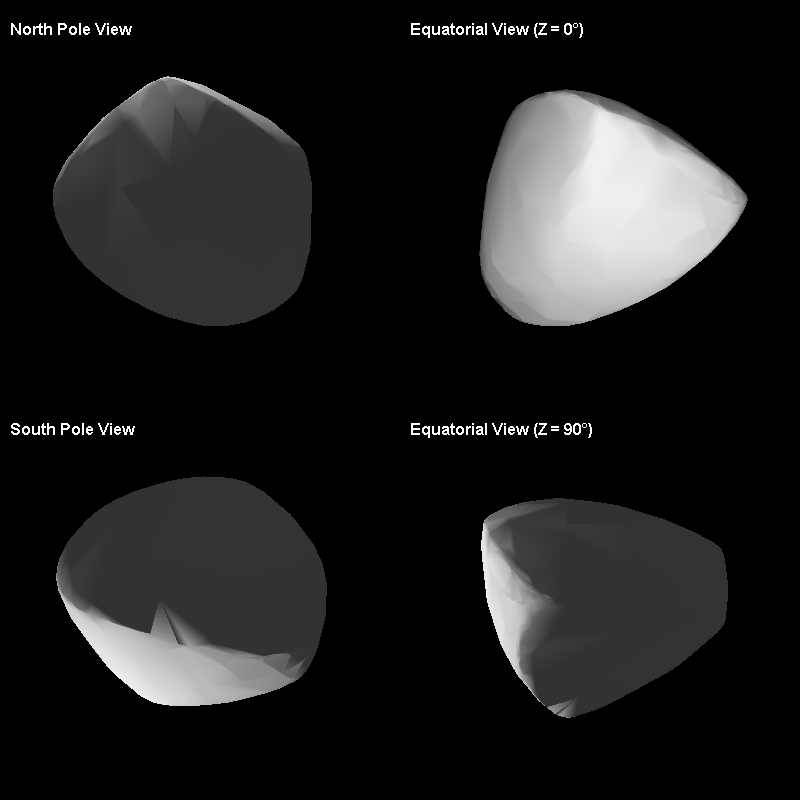 North Pole View
Equatorial View (Z = 0°)
South Pole View
Equatorial View (Z = 90°)